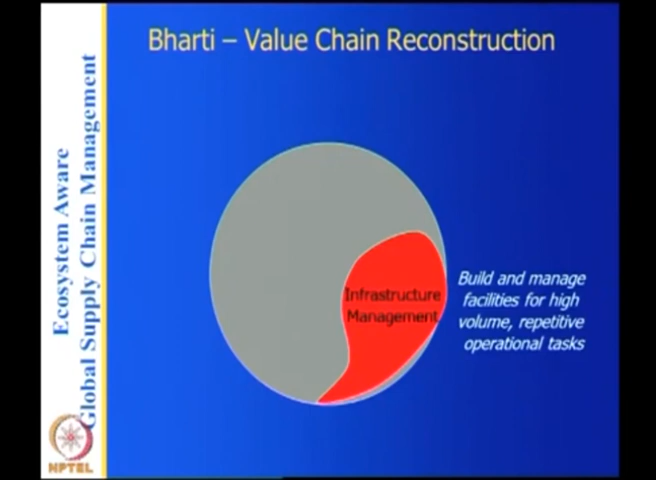 Bharti – Value Chain Reconstruction
Ecosystem Aware
Global Supply Chain Management
Infrastructure
Management
Build and manage
facilities for high
volume, repetitive
operational tasks
NPTEL